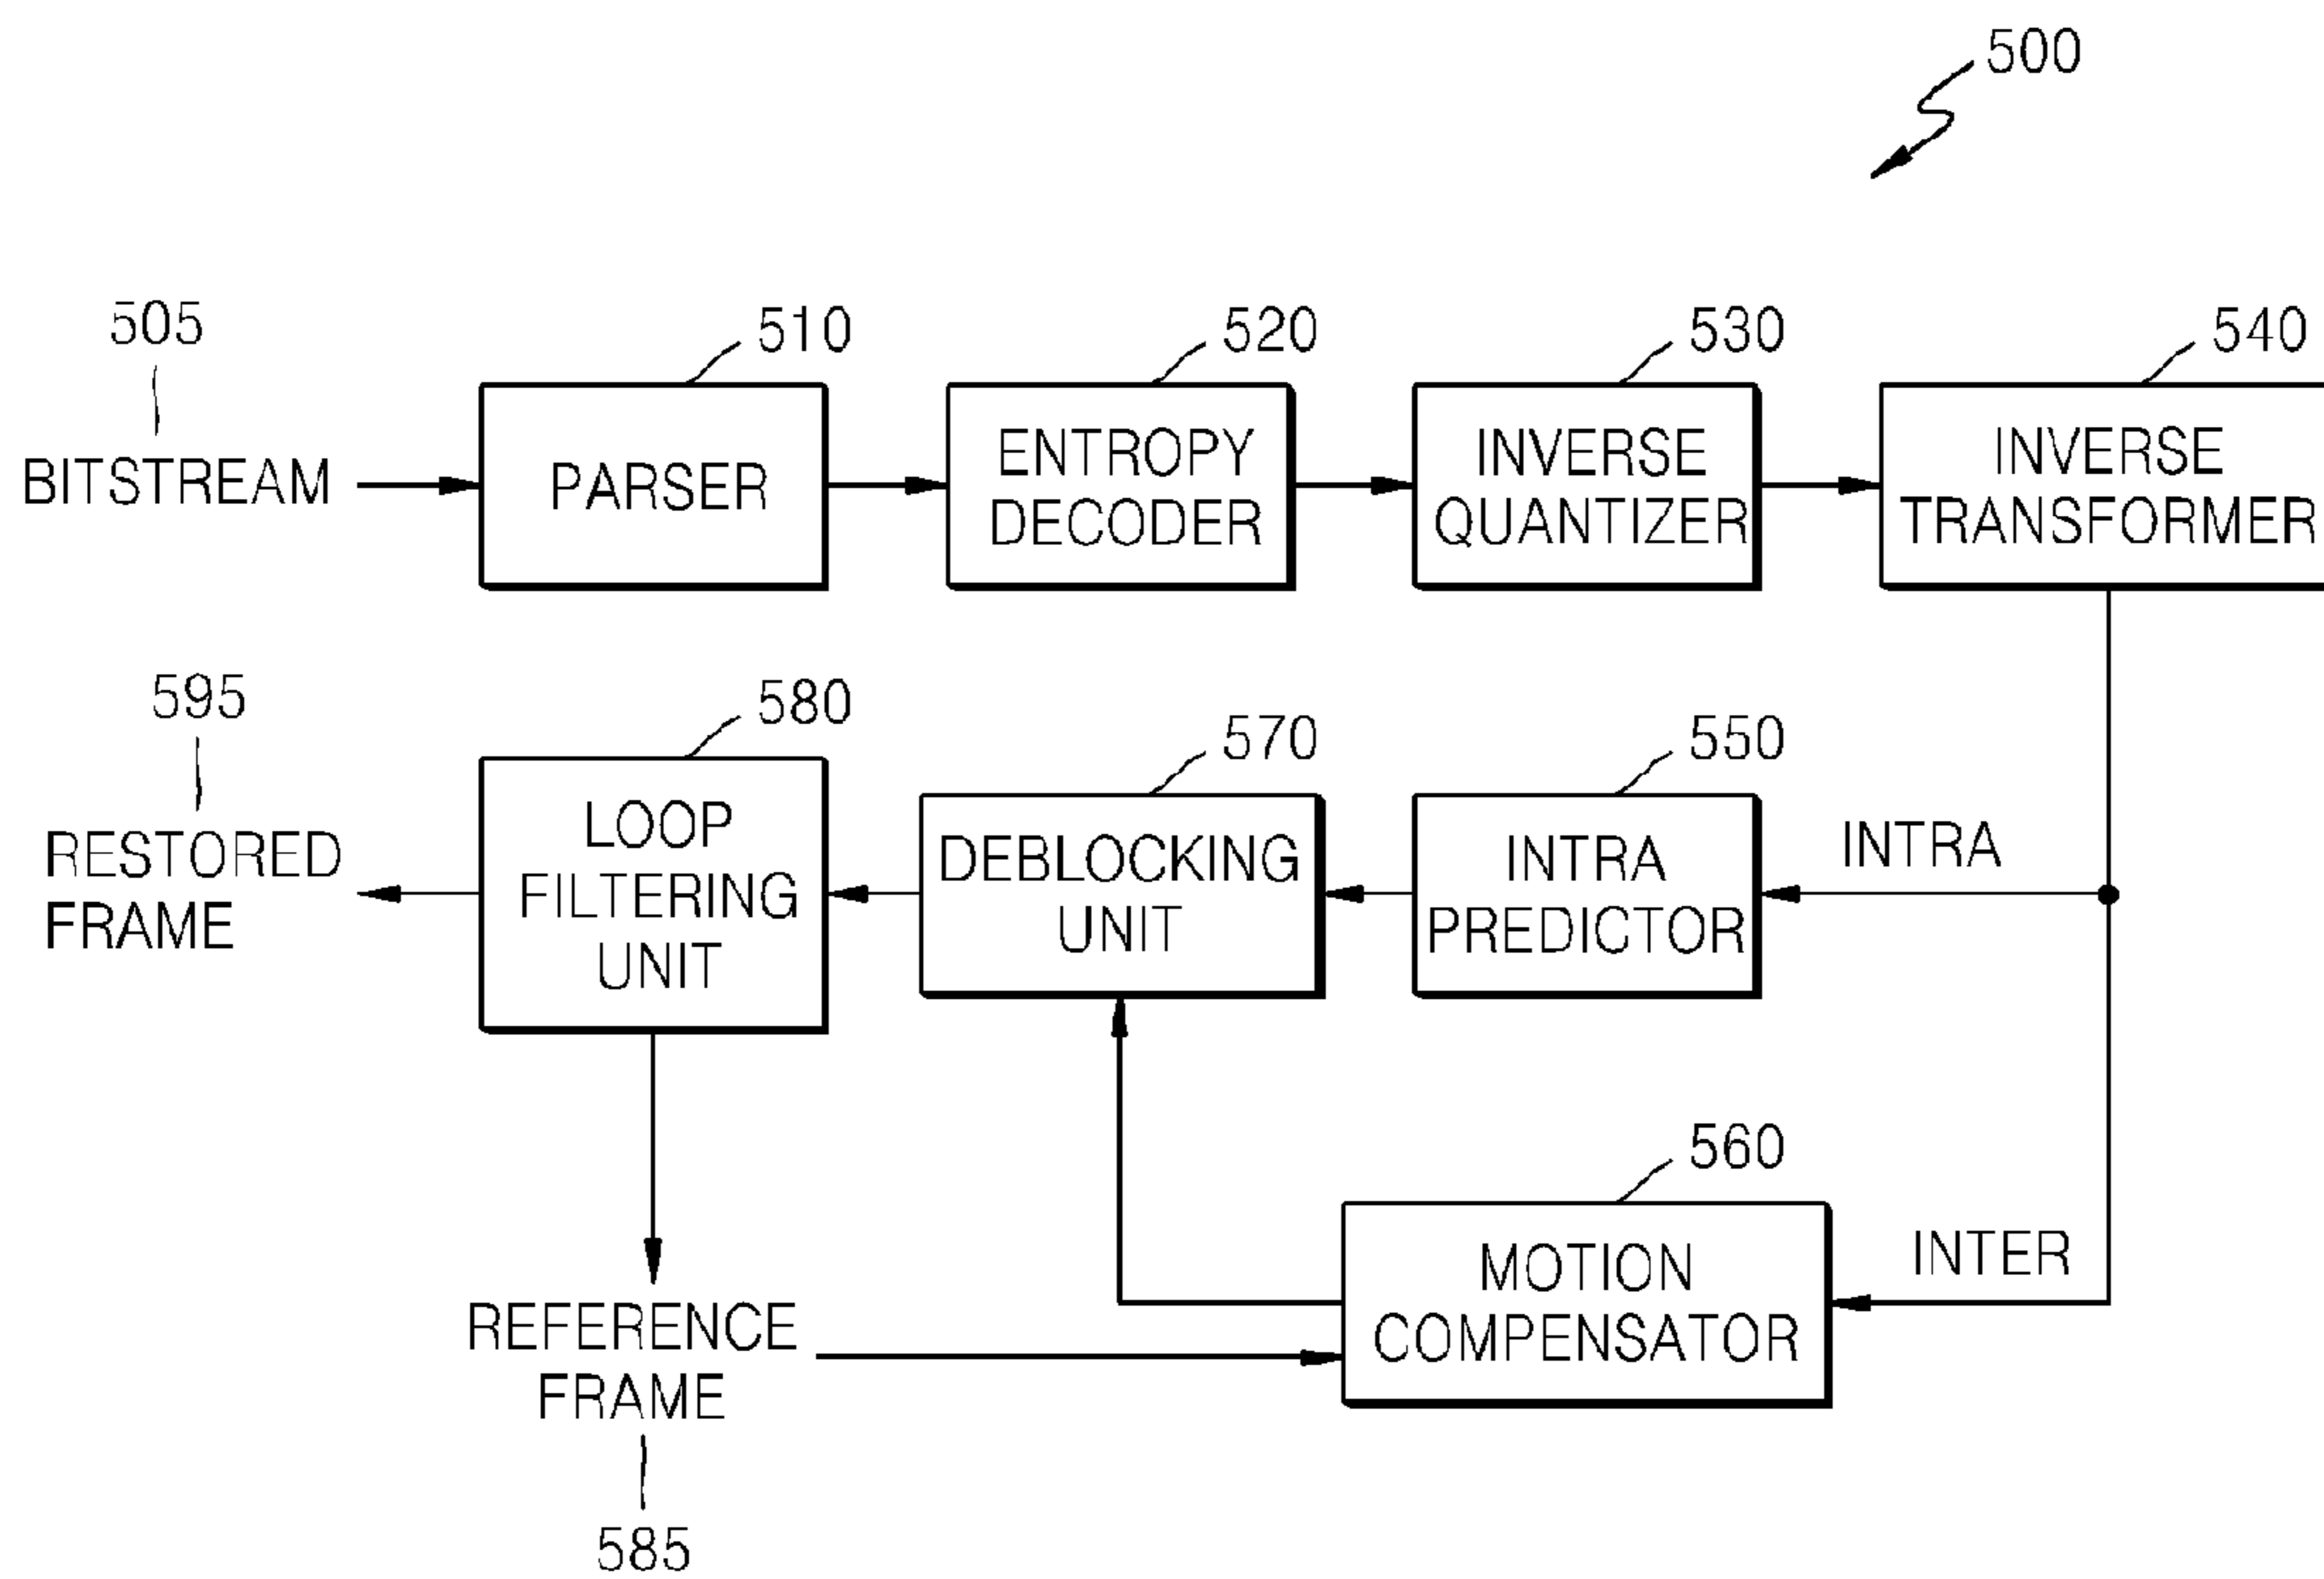 500
505
510
520
530
540
BITSTREAM
PARSER
ENTROPY
DECODER
INVERSE
QUANTIZER
INVERSE
TRANSFORMER
595
580
570
550
RESTORED
FRAME
LOOP
FILTERING
UNIT
DEBLOCKING
UNIT
INTRA
PREDICTOR
INTRA
560
MOTION
COMPENSATOR
INTER
REFERENCE
FRAME
585